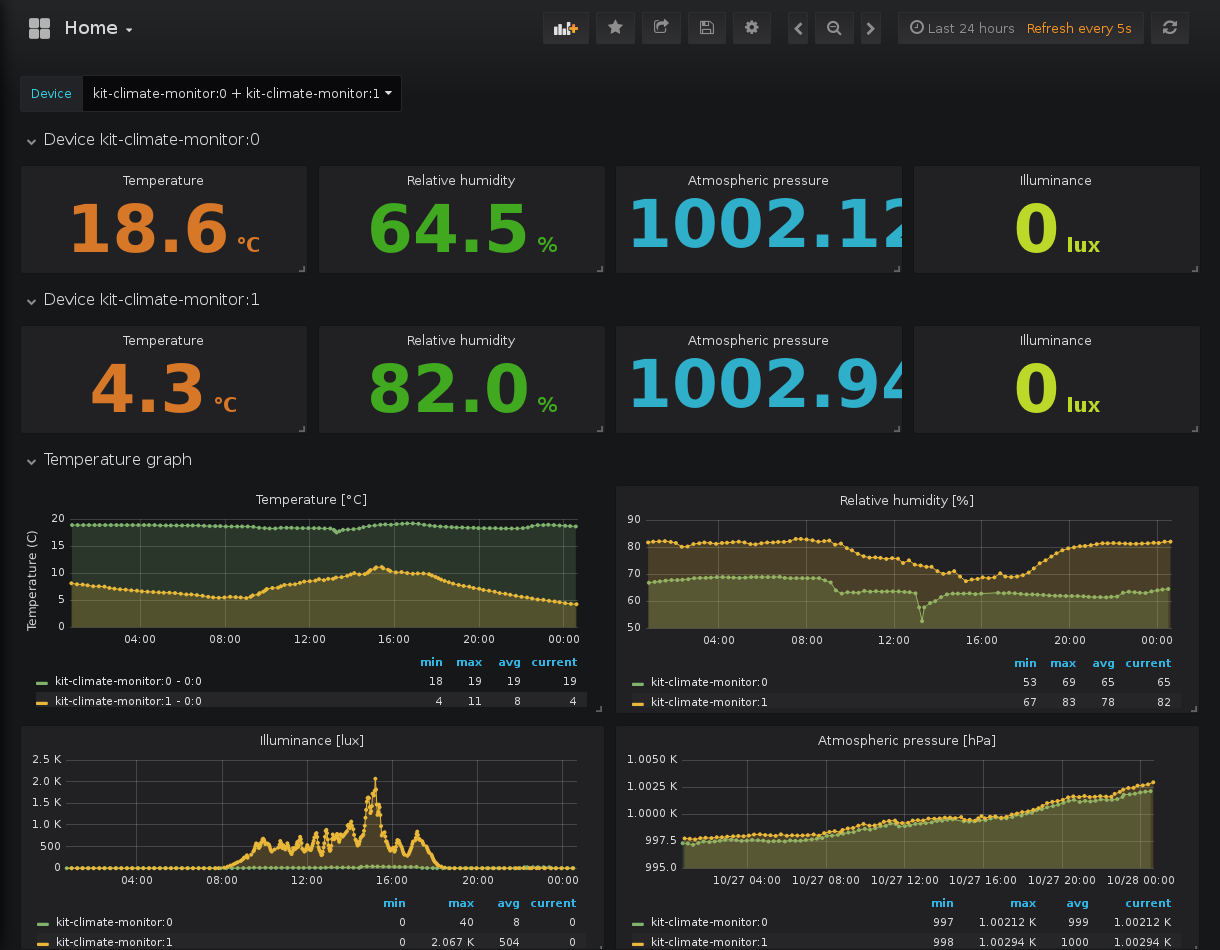 Home
Last 24 hours Refresh every 5s
Device kit-climate-monitor:0 + kit-climate-monitor:1
Device kit-climate-monitor:0
Temperature Relative humidity Atmospheric pressure Illuminance
18.6 °C 64.5 % 1002.12 0 lux
Device kit-climate-monitor:1
Temperature Relative humidity Atmospheric pressure Illuminance
4.3 °C 82.0 % 1002.94 0 lux
Temperature graph
Temperature [°C]
Temperature (C)
20
15
10
5
0
04:00 08:00 12:00 16:00 20:00 00:00
min max avg current
kit-climate-monitor:0 - 0:0 18 19 19 19
kit-climate-monitor:1 - 0:0 4 11 8 4
Relative humidity [%]
90
80
70
60
50
04:00 08:00 12:00 16:00 20:00 00:00
min max avg current
kit-climate-monitor:0 53 69 65 65
kit-climate-monitor:1 67 83 78 82
Illuminance [lux]
2.5 K
2.0 K
1.5 K
1.0 K
500
0
04:00 08:00 12:00 16:00 20:00 00:00
min max avg current
kit-climate-monitor:0 0 40 8 0
kit-climate-monitor:1 0 2.067 K 504 0
Atmospheric pressure [hPa]
1.0050 K
1.0025 K
1.0000 K
997.5
995.0
10/27 04:00 10/27 08:00 10/27 12:00 10/27 16:00 10/27 20:00 10/28 00:00
min max avg current
kit-climate-monitor:0 997 1.00212 K 999 1.00212 K
kit-climate-monitor:1 998 1.00294 K 1000 1.00294 K